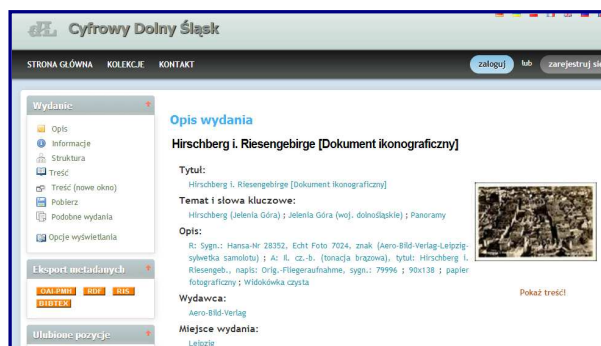 Cyfrowy Dolny Śląsk
STRONA GŁÓWNA KOLEKCJE KONTAKT
zaloguj lub zarejestruj się
Wydanie
Opis
Informacje
Struktura
Treść
Treść (nowe okno)
Pobierz
Podobne wydania
Opcje wyświetlania
Eksport metadanych
OAI-PMH RDF RIS
BIBTEX
Ulubione pozycje
Opis wydania
Hirschberg i. Riesengebirge [Dokument ikonograficzny]
Tytuł:
Hirschberg i. Riesengebirge [Dokument ikonograficzny]
Temat i słowa kluczowe:
Hirschberg (Jelenia Góra) ; Jelenia Góra (woj. dolnośląskie) ; Panoramy
Opis:
R: Sygn.: Hansa-Nr 28352, Echt Foto 7024, znak (Aero-Bild-Verlag-Leipzig-
sylwetka samolotu) ; A: il. cz.-b. (tonacja brązowa), tytuł: Hirschberg i.
Riesengeb., napis: Orig.-Fliegeraufnahme, sygn.: 79996 ; 90x138 ; papier
fotograficzny ; Widokówka czysta
Wydawca:
Aero-Bild-Verlag
Miejsce wydania:
Leipzig
Pokaż treść!